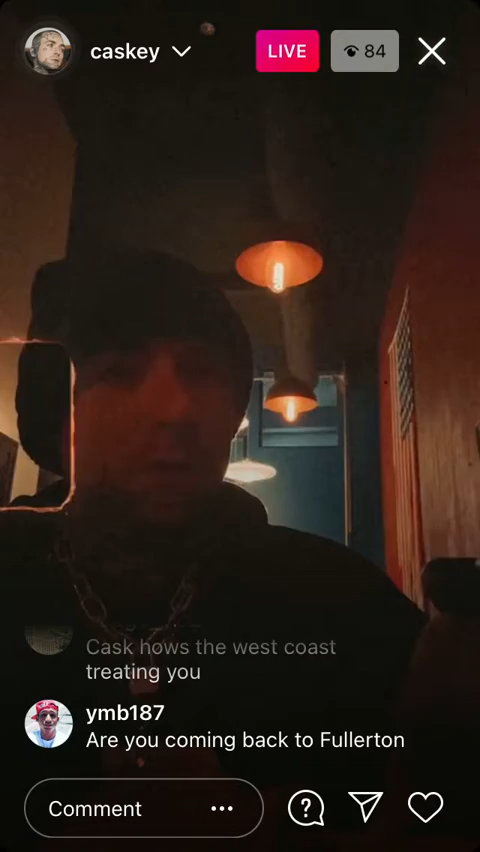 caskey
LIVE
84
Cask hows the west coast
treating you
ymb187
Are you coming back to Fullerton
Comment